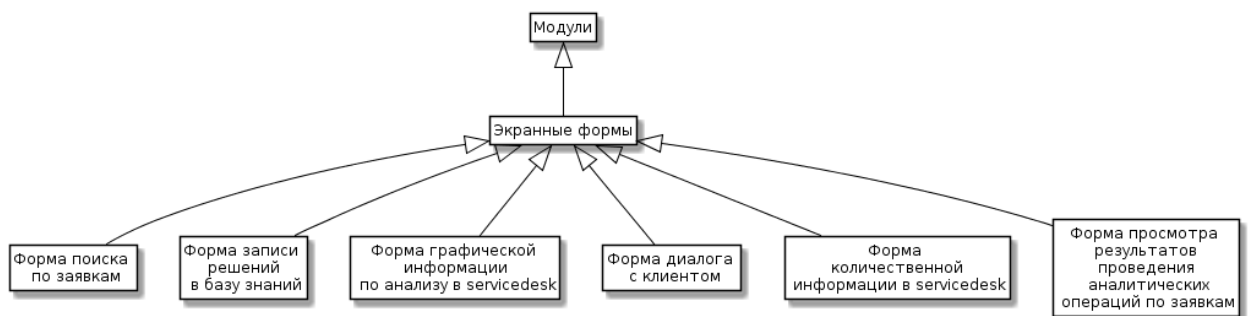 Модули
Экранные формы
Форма поиска
по заявкам
Форма записи
решений
в базу знаний
Форма графической
информации
по анализу в servicedesk
Форма диалога
с клиентом
Форма
количественной
информации в servicedesk
Форма просмотра
результатов
проведения
аналитических
операций по заявкам